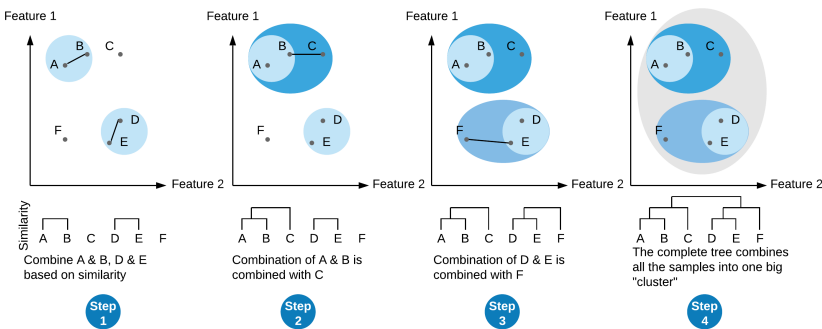 Feature 1
B
C
A
D
E
F
Feature 2
Similarity
A B C D E F
Combine A & B, D & E
based on similarity
Step
1
Feature 1
B
C
A
D
E
F
Feature 2
A B C D E F
Combination of A & B is
combined with C
Step
2
Feature 1
B
C
A
D
E
F
Feature 2
A B C D E F
Combination of D & E is
combined with F
Step
3
Feature 1
B
C
A
D
E
F
Feature 2
A B C D E F
The complete tree combines
all the samples into one big
"cluster"
Step
4